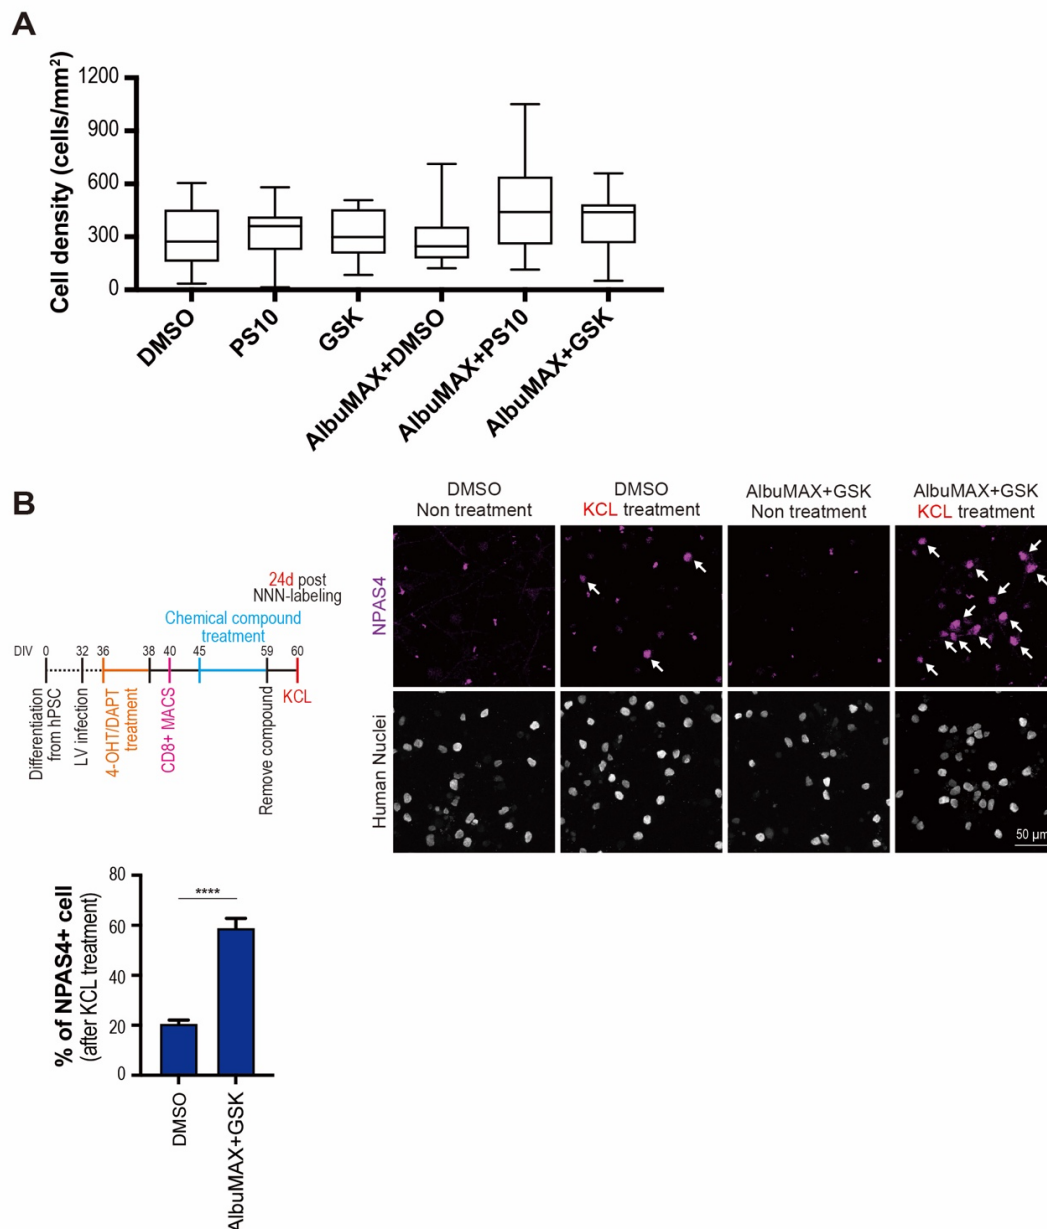 A
Cell density (cells/mm²)
1200
900
600
300
0
DMSO
PS10
GSK
AlbuMAX+DMSO
AlbuMAX+PS10
AlbuMAX+GSK
B
24d post
NNN-labeling
Chemical compound
treatment
DIV 0 32 36 38 40 45 59 60
Differentiation
from hPSC
LV infection
4-OHT/DAPT
treatment
CD8+ MACS
Remove compound
KCL
DMSO
Non treatment
DMSO
KCL treatment
AlbuMAX+GSK
Non treatment
AlbuMAX+GSK
KCL treatment
NPAS4
Human Nuclei
50 µm
% of NPAS4+ cell
(after KCL treatment)
80
60
40
20
0
****
DMSO
AlbuMAX+GSK